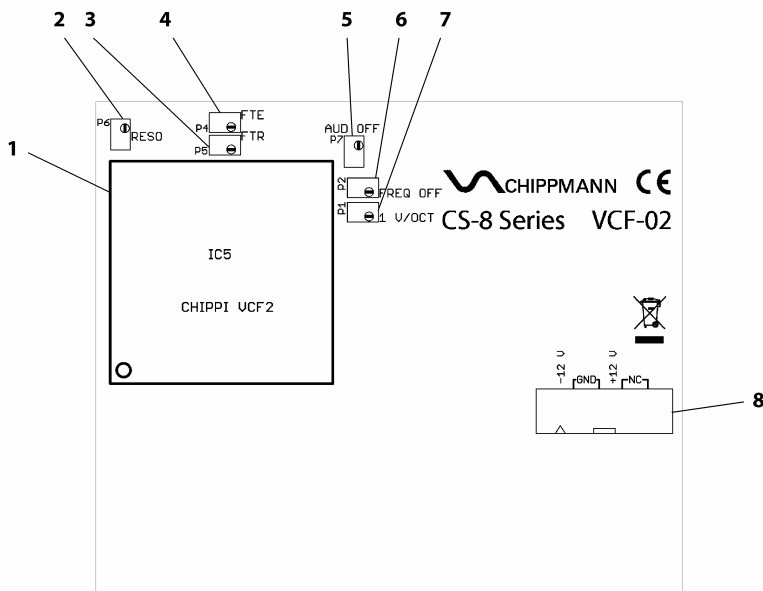 2 3 4 5 6 7
P6 RESO
P4 FTE
P5 FTR
AUD OFF
P7
1
P2 FREQ OFF
P1 1 V/OCT
SCHIPPMANN CE
CS-8 Series VCF-02
IC5
CHIPPI VCF2
-12 V GND +12 V NC
8